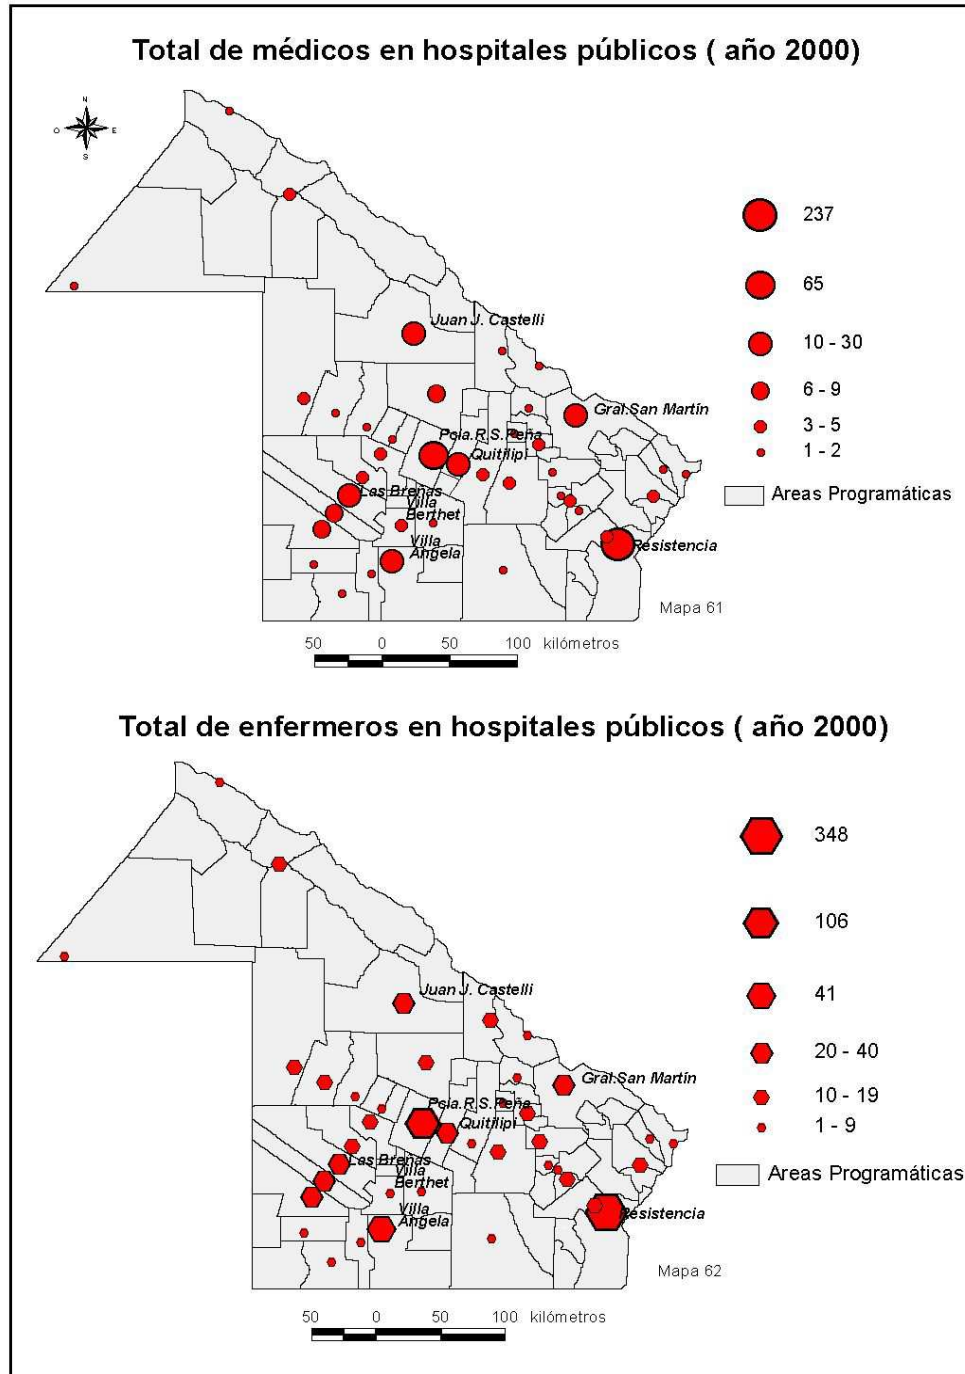 Total de médicos en hospitales públicos ( año 2000)
N
O E
S
237
65
10 - 30
6 - 9
3 - 5
1 - 2
Areas Programáticas
Juan J. Castelli
Gral.San Martín
Pcia.R.S.Peña
Quitilipi
Las Breñas
Villa
Berthet
Villa
Angela
Resistencia
Mapa 61
50 0 50 100 kilómetros
Total de enfermeros en hospitales públicos ( año 2000)
348
106
41
20 - 40
10 - 19
1 - 9
Areas Programáticas
Juan J. Castelli
Gral.San Martín
Pcia.R.S.Peña
Quitilipi
Las Breñas
Villa
Berthet
Villa
Angela
Resistencia
Mapa 62
50 0 50 100 kilómetros